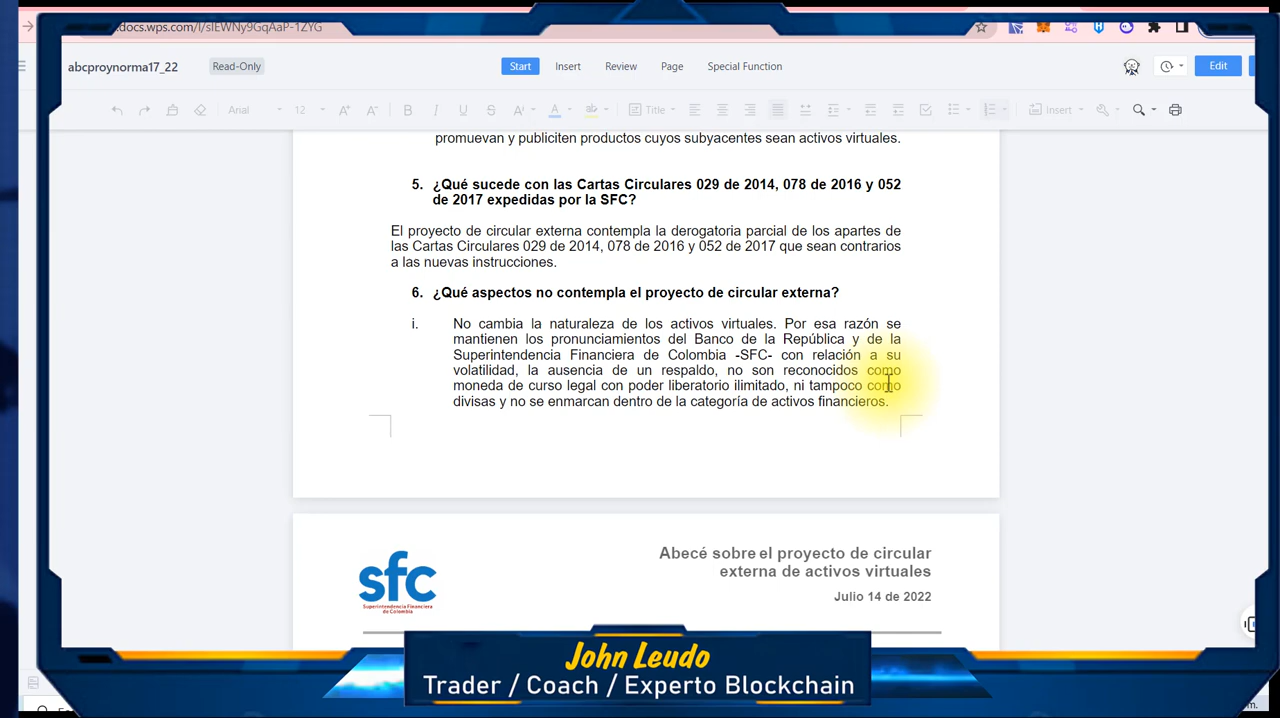 docs.wps.com/l/sIEWNy9GqAaP-1ZYG
abcproynorma17_22
Read-Only
Start
Insert
Review
Page
Special Function
Edit
Arial
12
Title
Insert
promuevan y publiciten productos cuyos subyacentes sean activos virtuales.
5. ¿Qué sucede con las Cartas Circulares 029 de 2014, 078 de 2016 y 052
de 2017 expedidas por la SFC?
El proyecto de circular externa contempla la derogatoria parcial de los apartes de
las Cartas Circulares 029 de 2014, 078 de 2016 y 052 de 2017 que sean contrarios
a las nuevas instrucciones.
6. ¿Qué aspectos no contempla el proyecto de circular externa?
i. No cambia la naturaleza de los activos virtuales. Por esa razón se
mantienen los pronunciamientos del Banco de la República y de la
Superintendencia Financiera de Colombia -SFC- con relación a su
volatilidad, la ausencia de un respaldo, no son reconocidos como
moneda de curso legal con poder liberatorio ilimitado, ni tampoco como
divisas y no se enmarcan dentro de la categoría de activos financieros.
sfc
Superintendencia Financiera
de Colombia
Abecé sobre el proyecto de circular
externa de activos virtuales
Julio 14 de 2022
John Leudo
Trader / Coach / Experto Blockchain